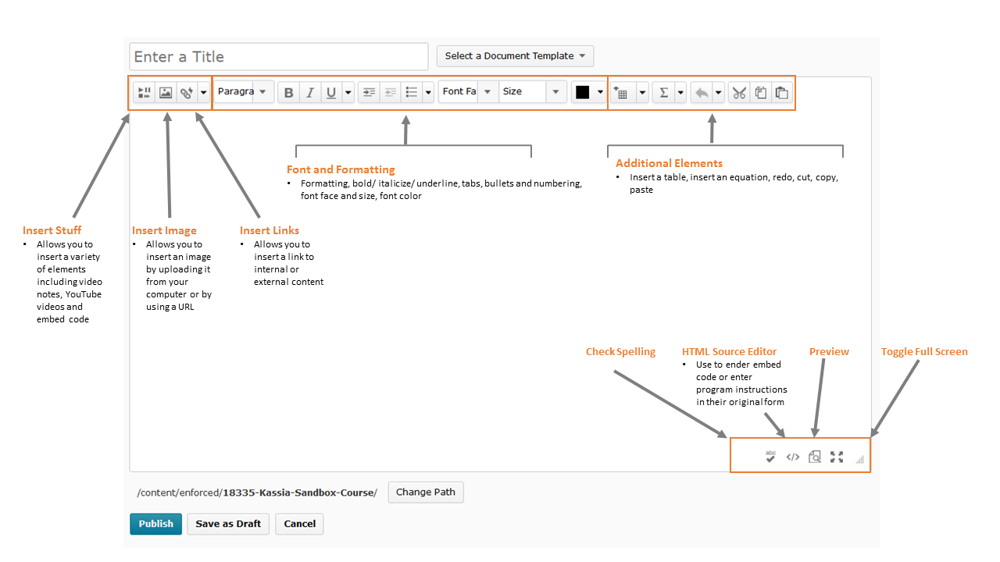 Enter a Title
Select a Document Template
Paragra
B I U
Font Fa
Size
Σ
Font and Formatting
• Formatting, bold/ italicize/ underline, tabs, bullets and numbering,
font face and size, font color
Additional Elements
• Insert a table, insert an equation, redo, cut, copy,
paste
Insert Stuff
• Allows you to
insert a variety
of elements
including video
notes, YouTube
videos and
embed code
Insert Image
• Allows you to
insert an image
by uploading it
from your
computer or by
using a URL
Insert Links
• Allows you to
insert a link to
internal or
external content
Check Spelling
HTML Source Editor
• Use to ender embed
code or enter
program instructions
in their original form
Preview
Toggle Full Screen
abc
</>
/content/enforced/18335-Kassia-Sandbox-Course/
Change Path
Publish
Save as Draft
Cancel